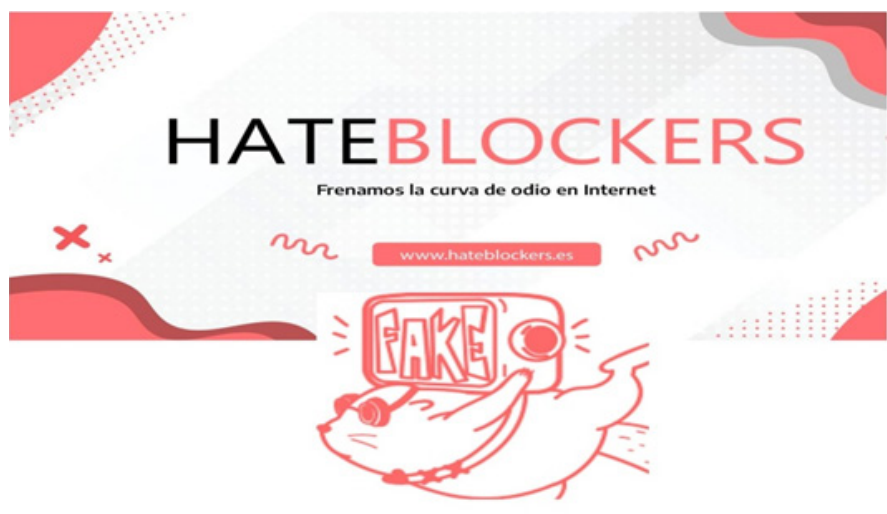 HATEBLOCKERS
Frenamos la curva de odio en Internet
www.hateblockers.es
FAKE